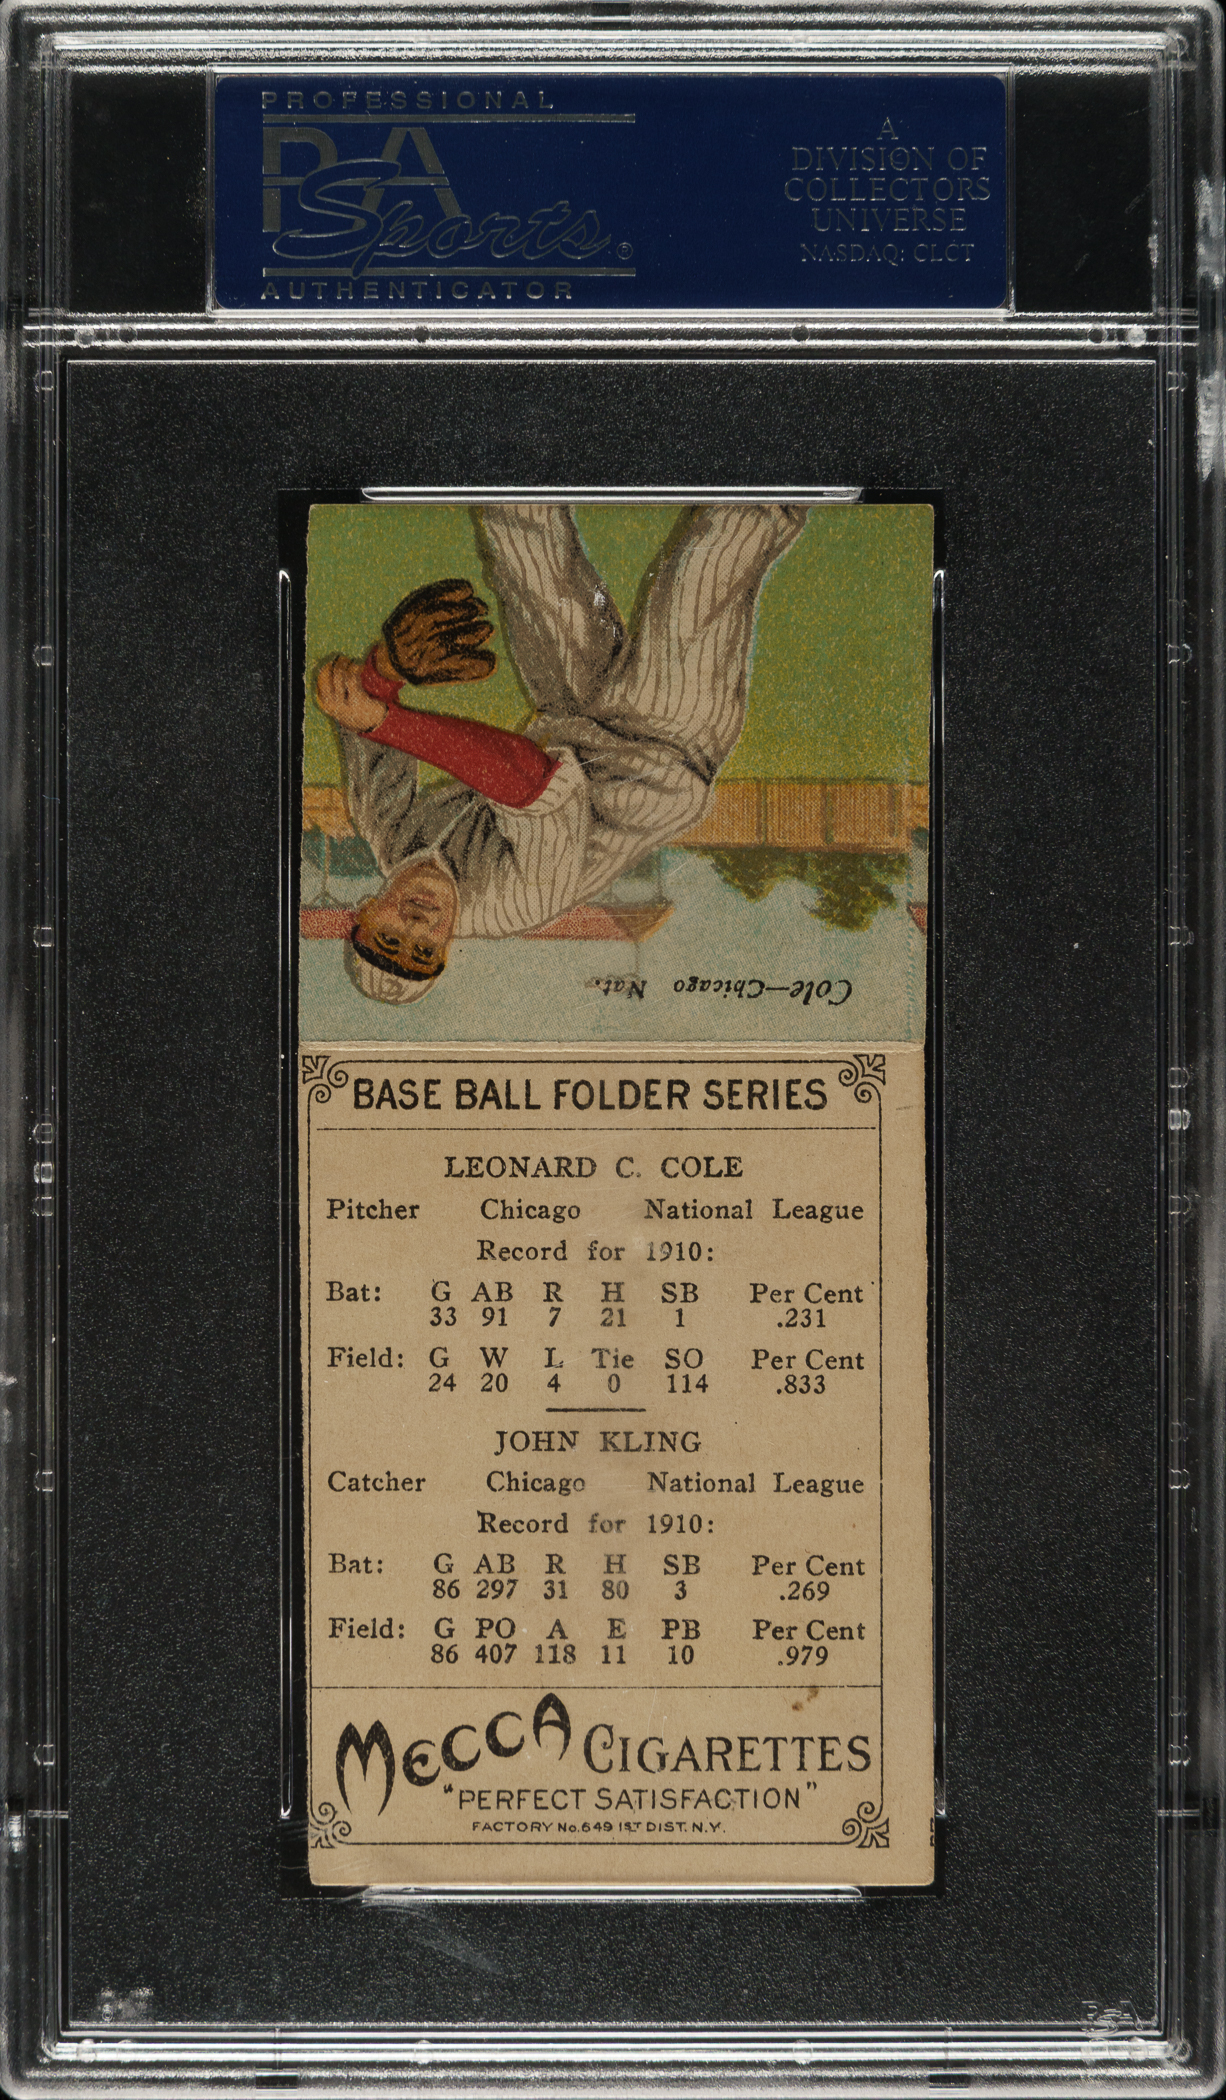 PROFESSIONAL
PSA
Sports®
AUTHENTICATOR
A
DIVISION OF
COLLECTORS
UNIVERSE
NASDAQ: CLCT
Cole—Chicago Nat.
BASE BALL FOLDER SERIES
LEONARD C. COLE
Pitcher Chicago National League
Record for 1910:
Bat: G AB R H SB Per Cent
33 91 7 21 1 .231
Field: G W L Tie SO Per Cent
24 20 4 0 114 .833
JOHN KLING
Catcher Chicago National League
Record for 1910:
Bat: G AB R H SB Per Cent
86 297 31 80 3 .269
Field: G PO A E PB Per Cent
86 407 118 11 10 .979
MECCA CIGARETTES
"PERFECT SATISFACTION"
FACTORY No. 649 1ST DIST. N.Y.
PSA